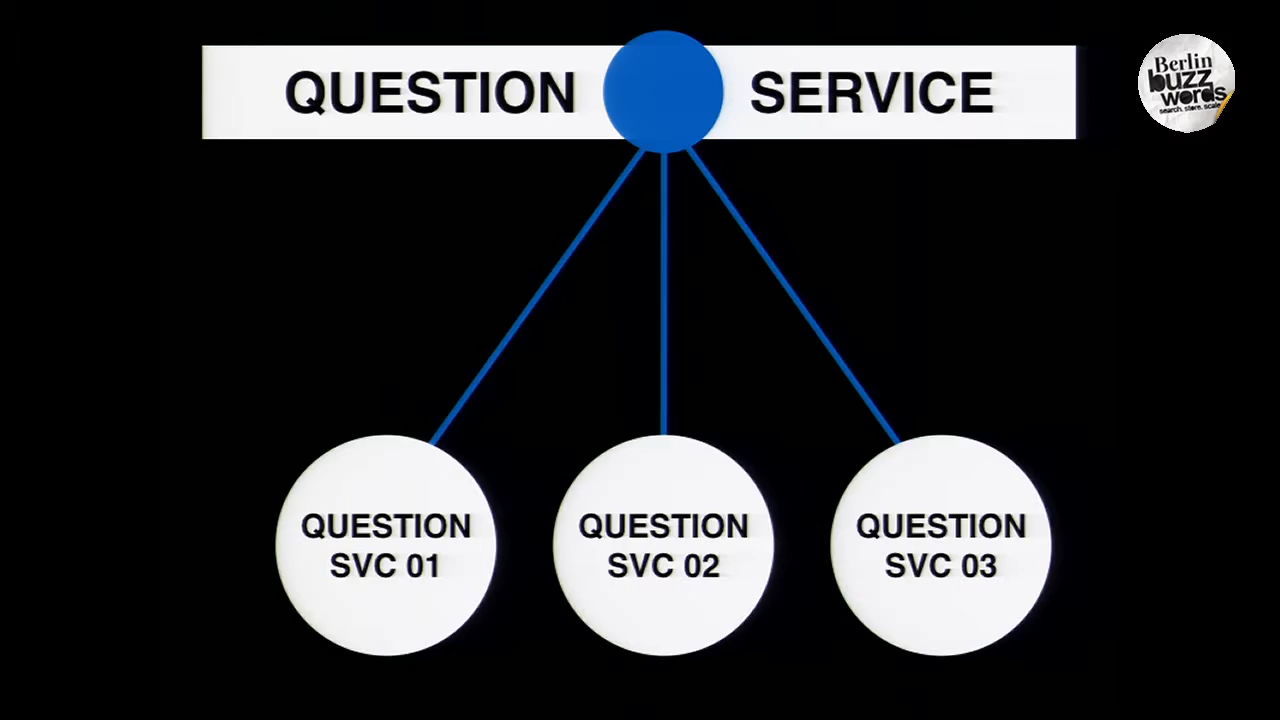 QUESTION SERVICE
Berlin
buzz
words
search. store. scale
QUESTION
SVC 01
QUESTION
SVC 02
QUESTION
SVC 03